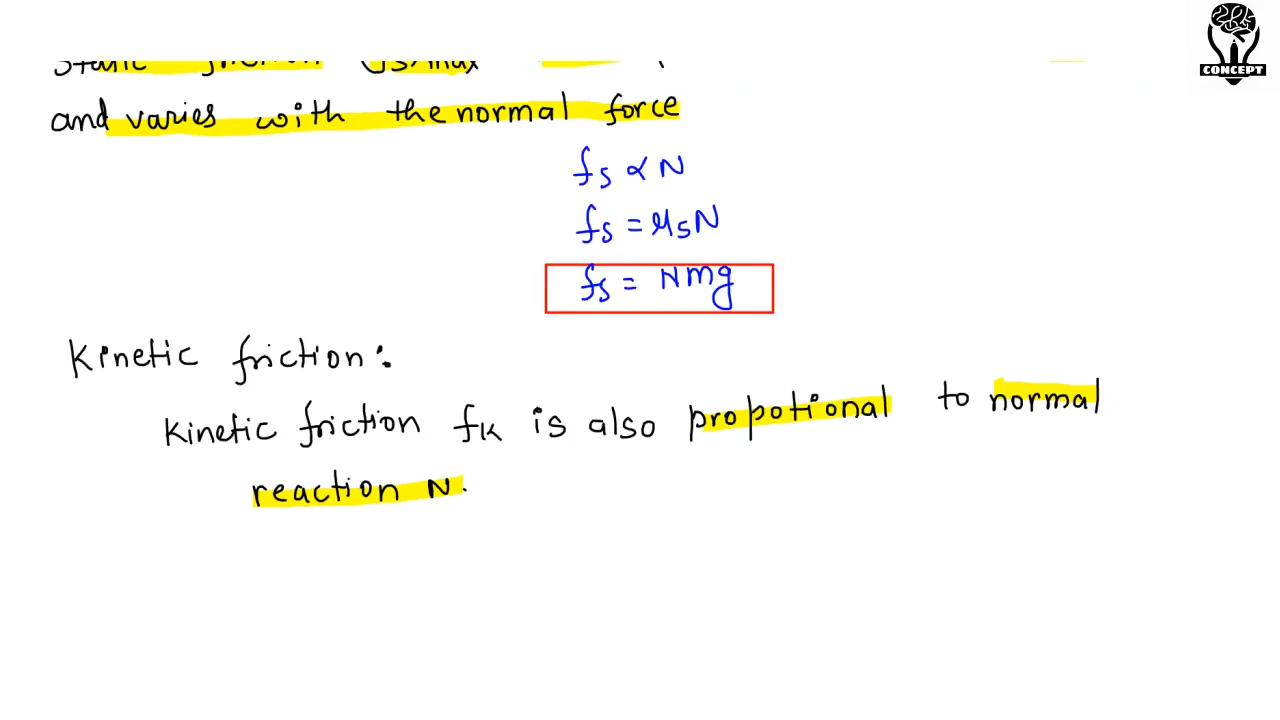 CONCEPT
and varies with the normal force
fs ∝ N
fs = μsN
fs = Nmg
Kinetic friction:
Kinetic friction fK is also propotional to normal
reaction N.